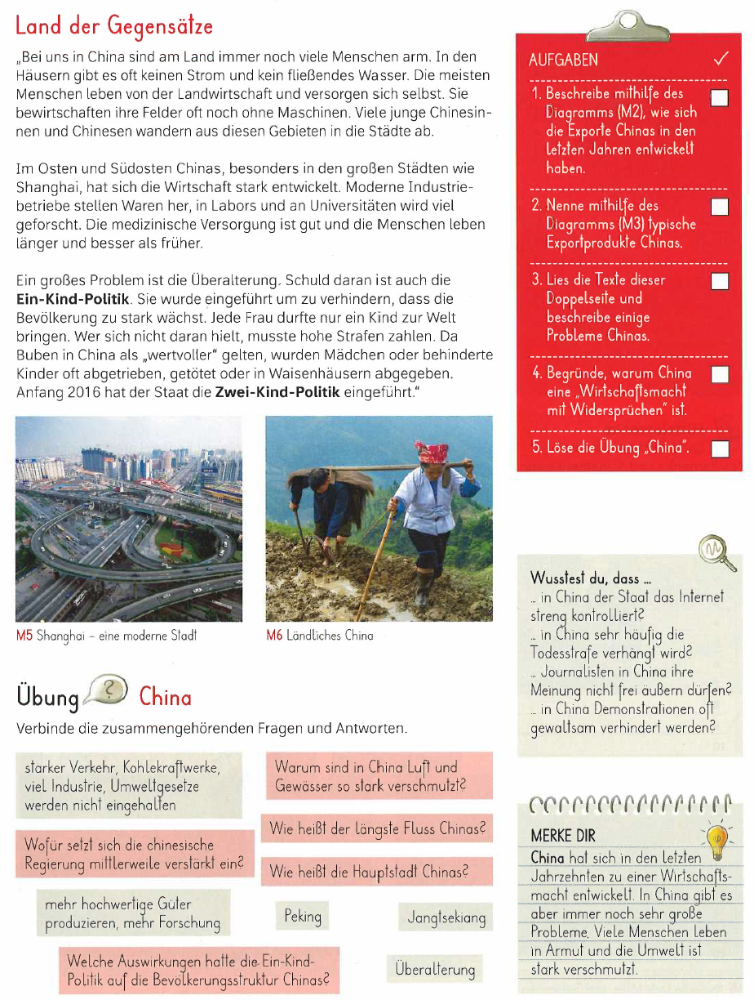 Land der Gegensätze
„Bei uns in China sind am Land immer noch viele Menschen arm. In den
Häusern gibt es oft keinen Strom und kein fließendes Wasser. Die meisten
Menschen leben von der Landwirtschaft und versorgen sich selbst. Sie
bewirtschaften ihre Felder oft noch ohne Maschinen. Viele junge Chinesin-
nen und Chinesen wandern aus diesen Gebieten in die Städte ab.
Im Osten und Südosten Chinas, besonders in den großen Städten wie
Shanghai, hat sich die Wirtschaft stark entwickelt. Moderne Industrie-
betriebe stellen Waren her, in Labors und an Universitäten wird viel
geforscht. Die medizinische Versorgung ist gut und die Menschen leben
länger und besser als früher.
Ein großes Problem ist die Überalterung. Schuld daran ist auch die
Ein-Kind-Politik. Sie wurde eingeführt um zu verhindern, dass die
Bevölkerung zu stark wächst. Jede Frau durfte nur ein Kind zur Welt
bringen. Wer sich nicht daran hielt, musste hohe Strafen zahlen. Da
Buben in China als „wertvoller“ gelten, wurden Mädchen oder behinderte
Kinder oft abgetrieben, getötet oder in Waisenhäusern abgegeben.
Anfang 2016 hat der Staat die Zwei-Kind-Politik eingeführt.“
M5 Shanghai – eine moderne Stadt
M6 Ländliches China
Übung ? China
Verbinde die zusammengehörenden Fragen und Antworten.
starker Verkehr, Kohlekraftwerke,
viel Industrie, Umweltgesetze
werden nicht eingehalten
Warum sind in China Luft und
Gewässer so stark verschmutzt?
Wie heißt der längste Fluss Chinas?
Wofür setzt sich die chinesische
Regierung mittlerweile verstärkt ein?
Wie heißt die Hauptstadt Chinas?
mehr hochwertige Güter
produzieren, mehr Forschung
Peking
Jangtsekiang
Welche Auswirkungen hatte die Ein-Kind-
Politik auf die Bevölkerungsstruktur Chinas?
Überalterung
AUFGABEN ✓
1. Beschreibe mithilfe des
Diagramms (M2), wie sich
die Exporte Chinas in den
letzten Jahren entwickelt
haben.
2. Nenne mithilfe des
Diagramms (M3) typische
Exportprodukte Chinas.
3. Lies die Texte dieser
Doppelseite und
beschreibe einige
Probleme Chinas.
4. Begründe, warum China
eine „Wirtschaftsmacht
mit Widersprüchen“ ist.
5. Löse die Übung „China“.
Wusstest du, dass ...
... in China der Staat das Internet
streng kontrolliert?
... in China sehr häufig die
Todesstrafe verhängt wird?
... Journalisten in China ihre
Meinung nicht frei äußern dürfen?
... in China Demonstrationen oft
gewaltsam verhindert werden?
MERKE DIR
China hat sich in den letzten
Jahrzehnten zu einer Wirtschafts-
macht entwickelt. In China gibt es
aber immer noch sehr große
Probleme. Viele Menschen leben
in Armut und die Umwelt ist
stark verschmutzt.